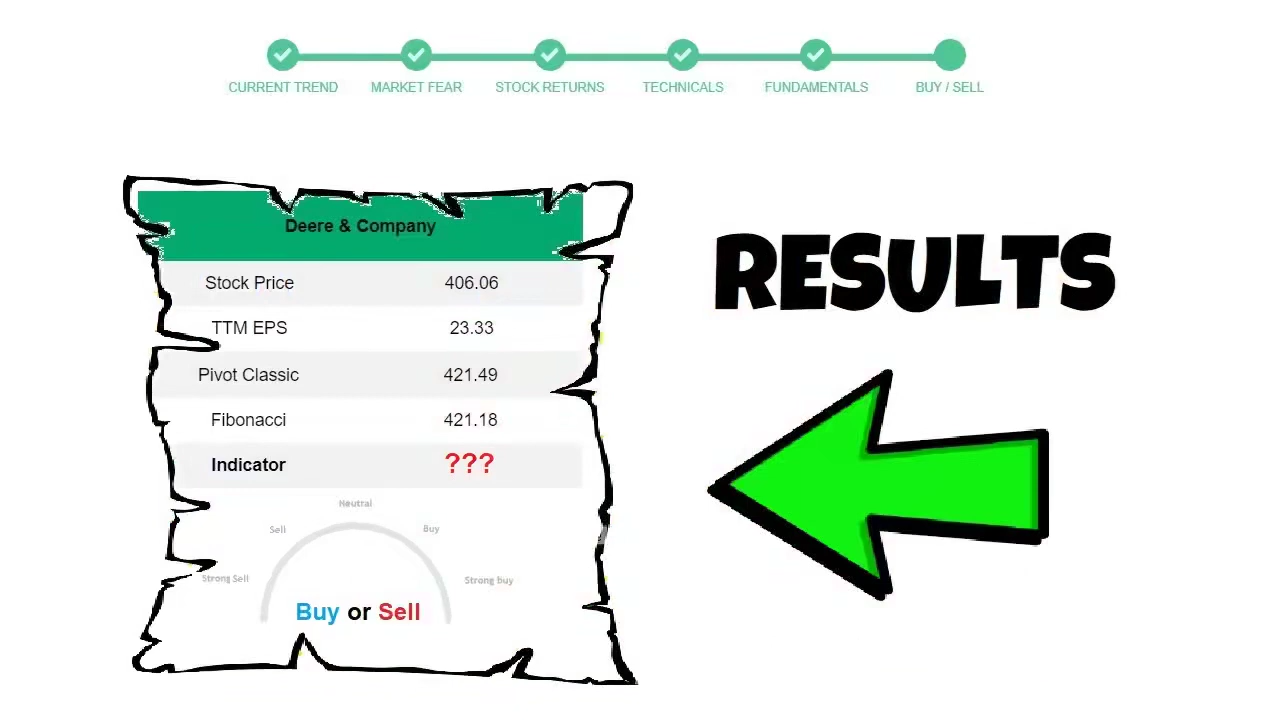 CURRENT TREND MARKET FEAR STOCK RETURNS TECHNICALS FUNDAMENTALS BUY / SELL
Deere & Company
Stock Price 406.06
TTM EPS 23.33
Pivot Classic 421.49
Fibonacci 421.18
Indicator ???
Neutral
Sell Buy
Strong Sell Strong buy
Buy or Sell
RESULTS